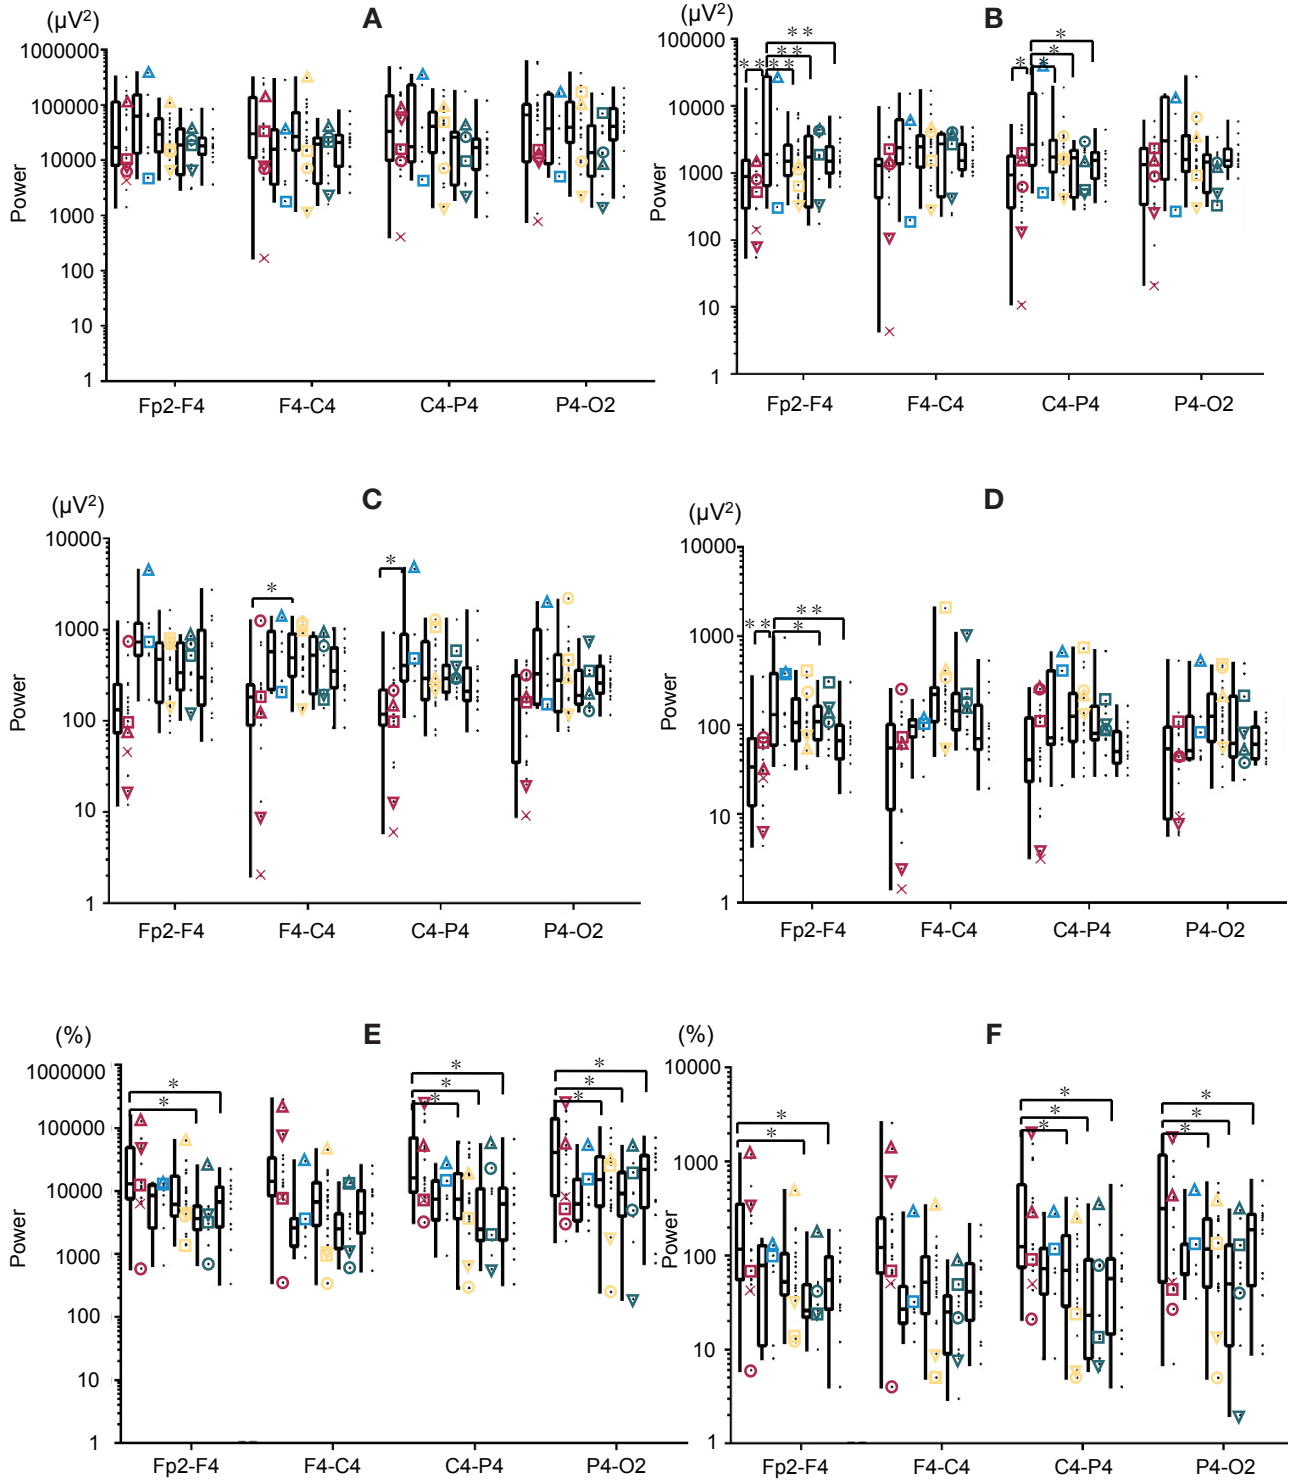 (µV²)
A
1000000
100000
10000
1000
100
10
1
Power
Fp2-F4
F4-C4
C4-P4
P4-O2
(µV²)
B
100000
10000
1000
100
10
1
Power
** ** ** **
* * * *
Fp2-F4
F4-C4
C4-P4
P4-O2
(µV²)
C
10000
1000
100
10
1
Power
*
*
Fp2-F4
F4-C4
C4-P4
P4-O2
(µV²)
D
10000
1000
100
10
1
Power
** * **
Fp2-F4
F4-C4
C4-P4
P4-O2
(%)
E
1000000
100000
10000
1000
100
10
1
Power
* *
* * *
* * *
Fp2-F4
F4-C4
C4-P4
P4-O2
(%)
F
10000
1000
100
10
1
Power
* *
* * *
* * *
Fp2-F4
F4-C4
C4-P4
P4-O2